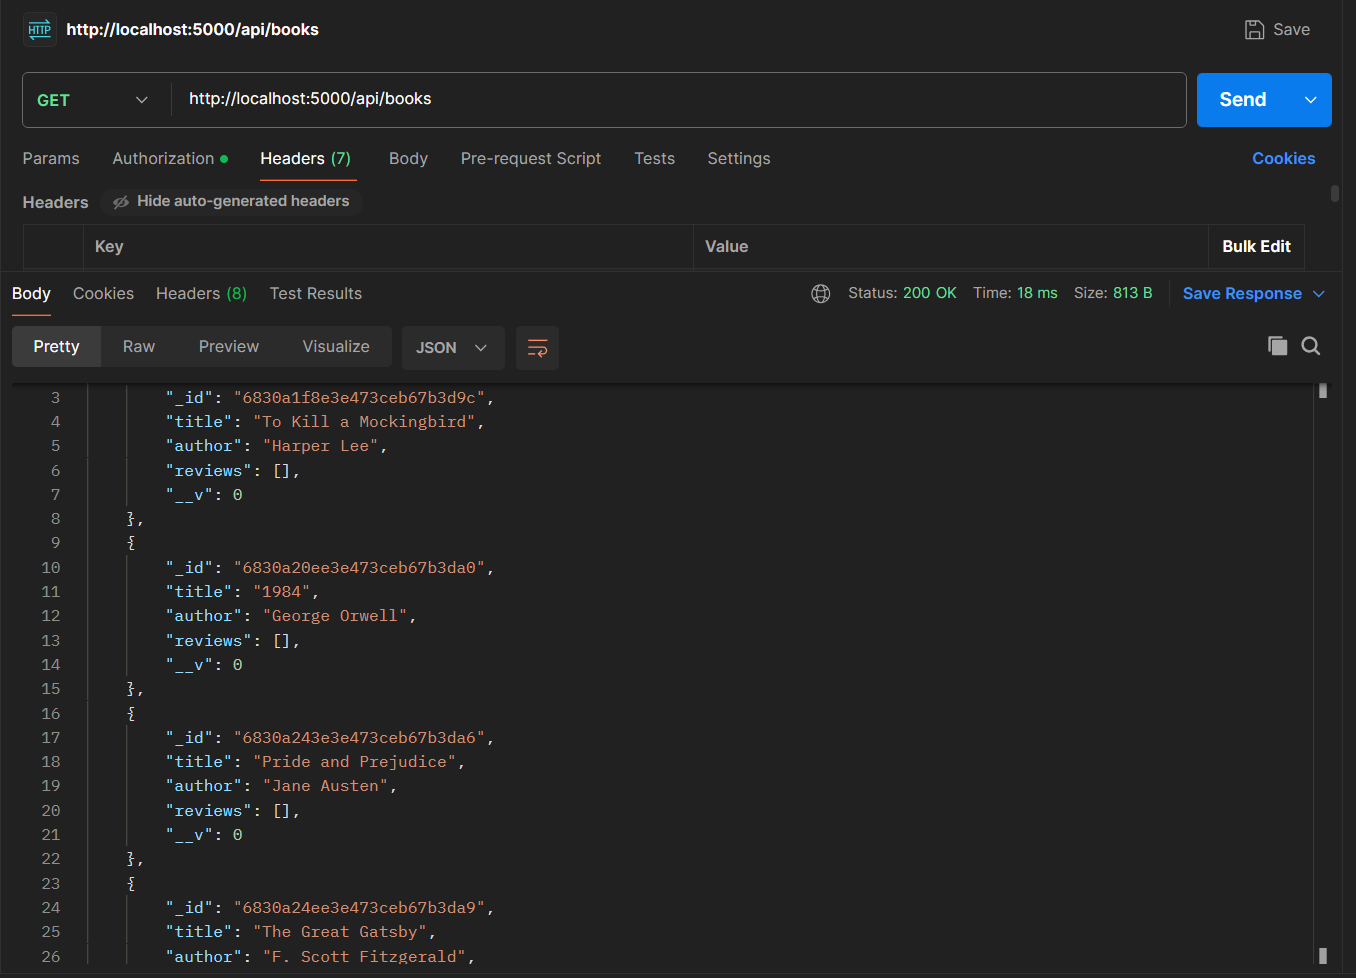 HTTP http://localhost:5000/api/books Save
GET http://localhost:5000/api/books Send
Params Authorization Headers (7) Body Pre-request Script Tests Settings Cookies
Headers Hide auto-generated headers
Key Value Bulk Edit
Body Cookies Headers (8) Test Results Status: 200 OK Time: 18 ms Size: 813 B Save Response
Pretty Raw Preview Visualize JSON
3 "_id": "6830a1f8e3e473ceb67b3d9c",
4 "title": "To Kill a Mockingbird",
5 "author": "Harper Lee",
6 "reviews": [],
7 "__v": 0
8 },
9 {
10 "_id": "6830a20ee3e473ceb67b3da0",
11 "title": "1984",
12 "author": "George Orwell",
13 "reviews": [],
14 "__v": 0
15 },
16 {
17 "_id": "6830a243e3e473ceb67b3da6",
18 "title": "Pride and Prejudice",
19 "author": "Jane Austen",
20 "reviews": [],
21 "__v": 0
22 },
23 {
24 "_id": "6830a24ee3e473ceb67b3da9",
25 "title": "The Great Gatsby",
26 "author": "F. Scott Fitzgerald",